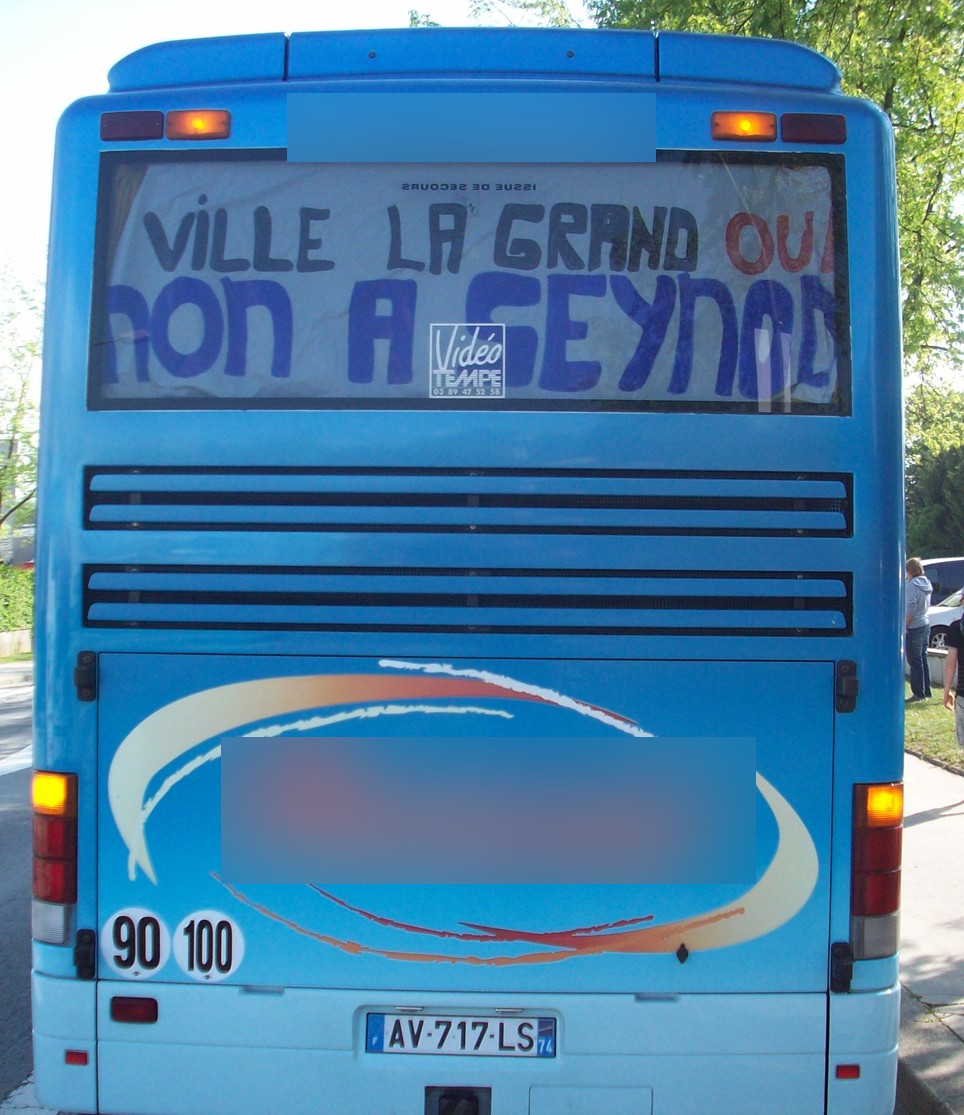 ISSUE DE SECOURS
VILLE LA GRAND OUI
NON A SEYNOD
Vidéo
TEMPE
03 89 47 52 58
90 100
F AV-717-LS 74